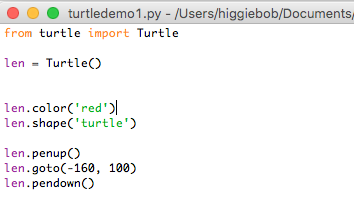 turtledemo1.py - /Users/higgiebob/Documents/
from turtle import Turtle
len = Turtle()
len.color('red')
len.shape('turtle')
len.penup()
len.goto(-160, 100)
len.pendown()